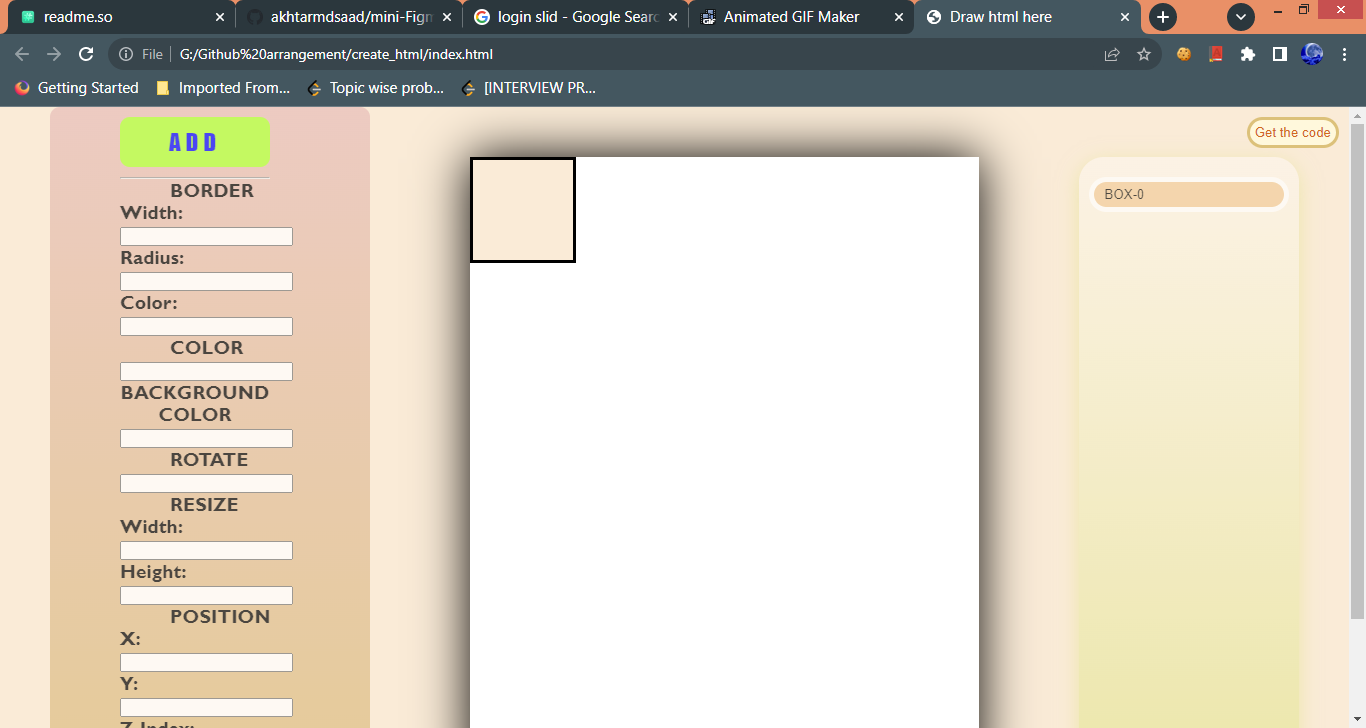 readme.so
akhtarmdsaad/mini-Figm
login slid - Google Searc
Animated GIF Maker
Draw html here
File
G:/Github%20arrangement/create_html/index.html
Getting Started
Imported From...
Topic wise prob...
[INTERVIEW PR...
ADD
BORDER
Width:
Radius:
Color:
COLOR
BACKGROUND
COLOR
ROTATE
RESIZE
Width:
Height:
POSITION
X:
Y:
Z-Index:
Get the code
BOX-0